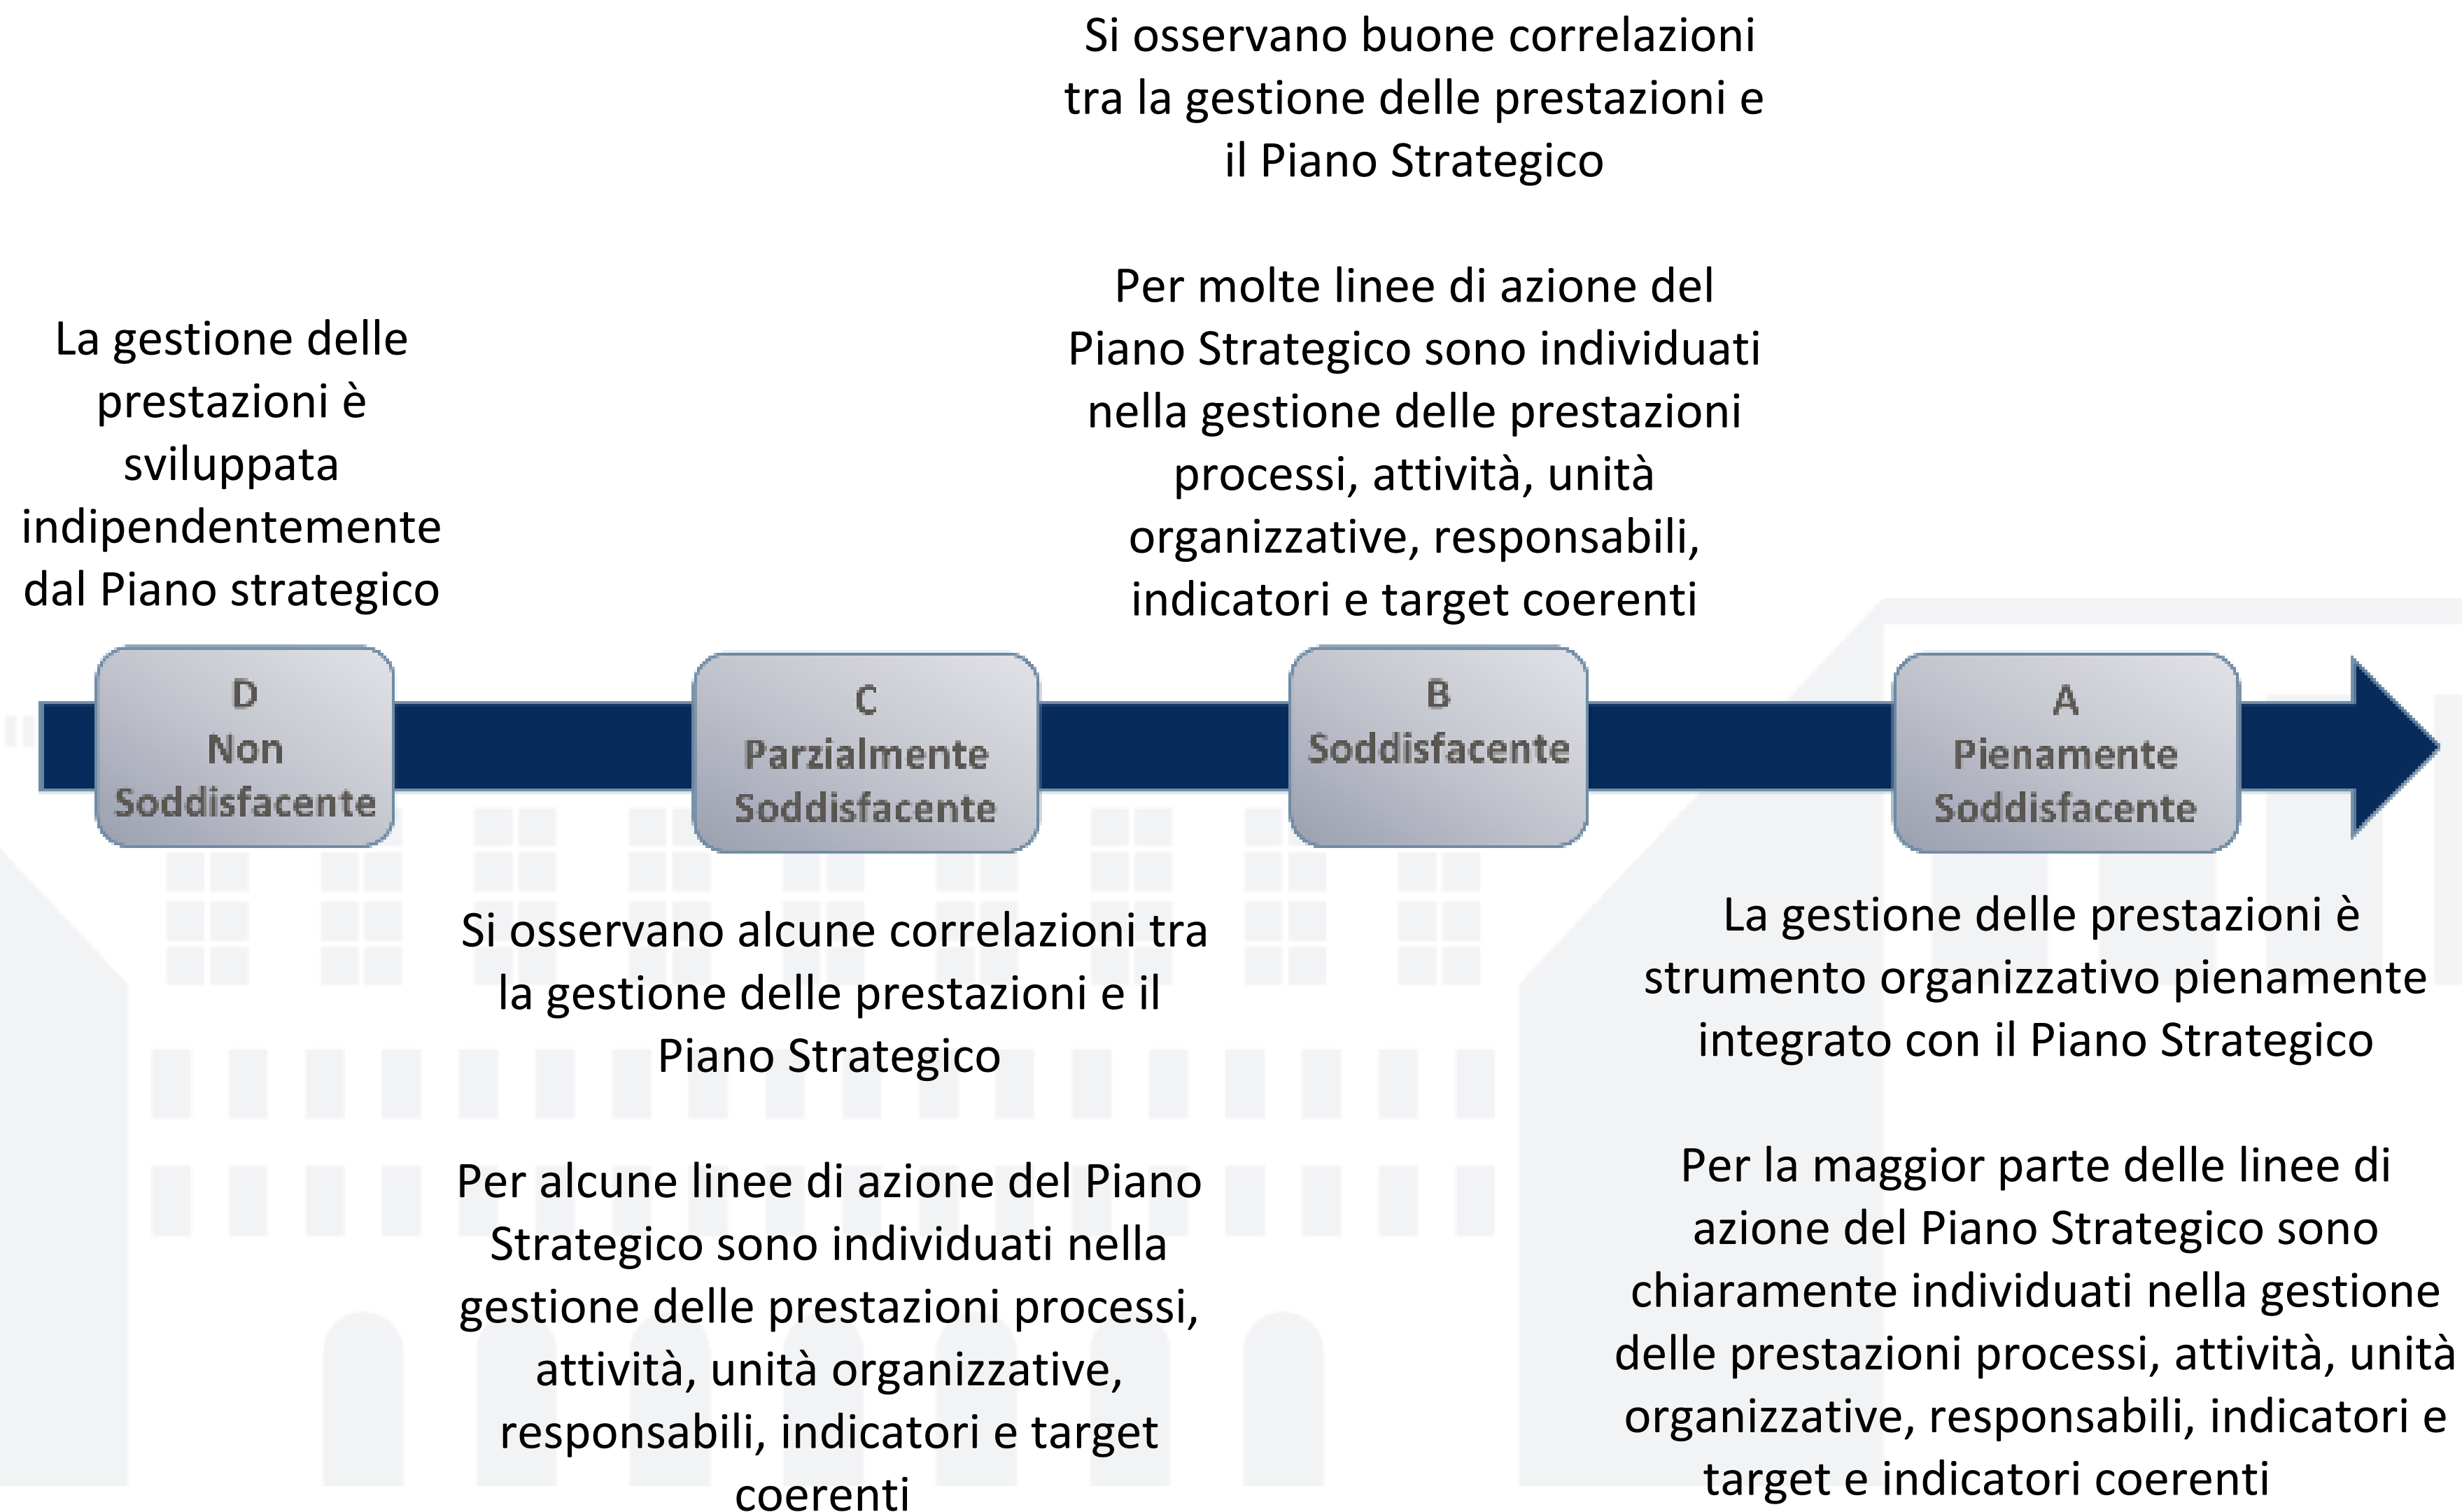 Si osservano buone correlazioni
tra la gestione delle prestazioni e
il Piano Strategico
Per molte linee di azione del
Piano Strategico sono individuati
nella gestione delle prestazioni
processi, attività, unità
organizzative, responsabili,
indicatori e target coerenti
La gestione delle
prestazioni è
sviluppata
indipendentemente
dal Piano strategico
D
Non
Soddisfacente
C
Parzialmente
Soddisfacente
B
Soddisfacente
A
Pienamente
Soddisfacente
Si osservano alcune correlazioni tra
la gestione delle prestazioni e il
Piano Strategico
Per alcune linee di azione del Piano
Strategico sono individuati nella
gestione delle prestazioni processi,
attività, unità organizzative,
responsabili, indicatori e target
coerenti
La gestione delle prestazioni è
strumento organizzativo pienamente
integrato con il Piano Strategico
Per la maggior parte delle linee di
azione del Piano Strategico sono
chiaramente individuati nella gestione
delle prestazioni processi, attività, unità
organizzative, responsabili, indicatori e
target e indicatori coerenti